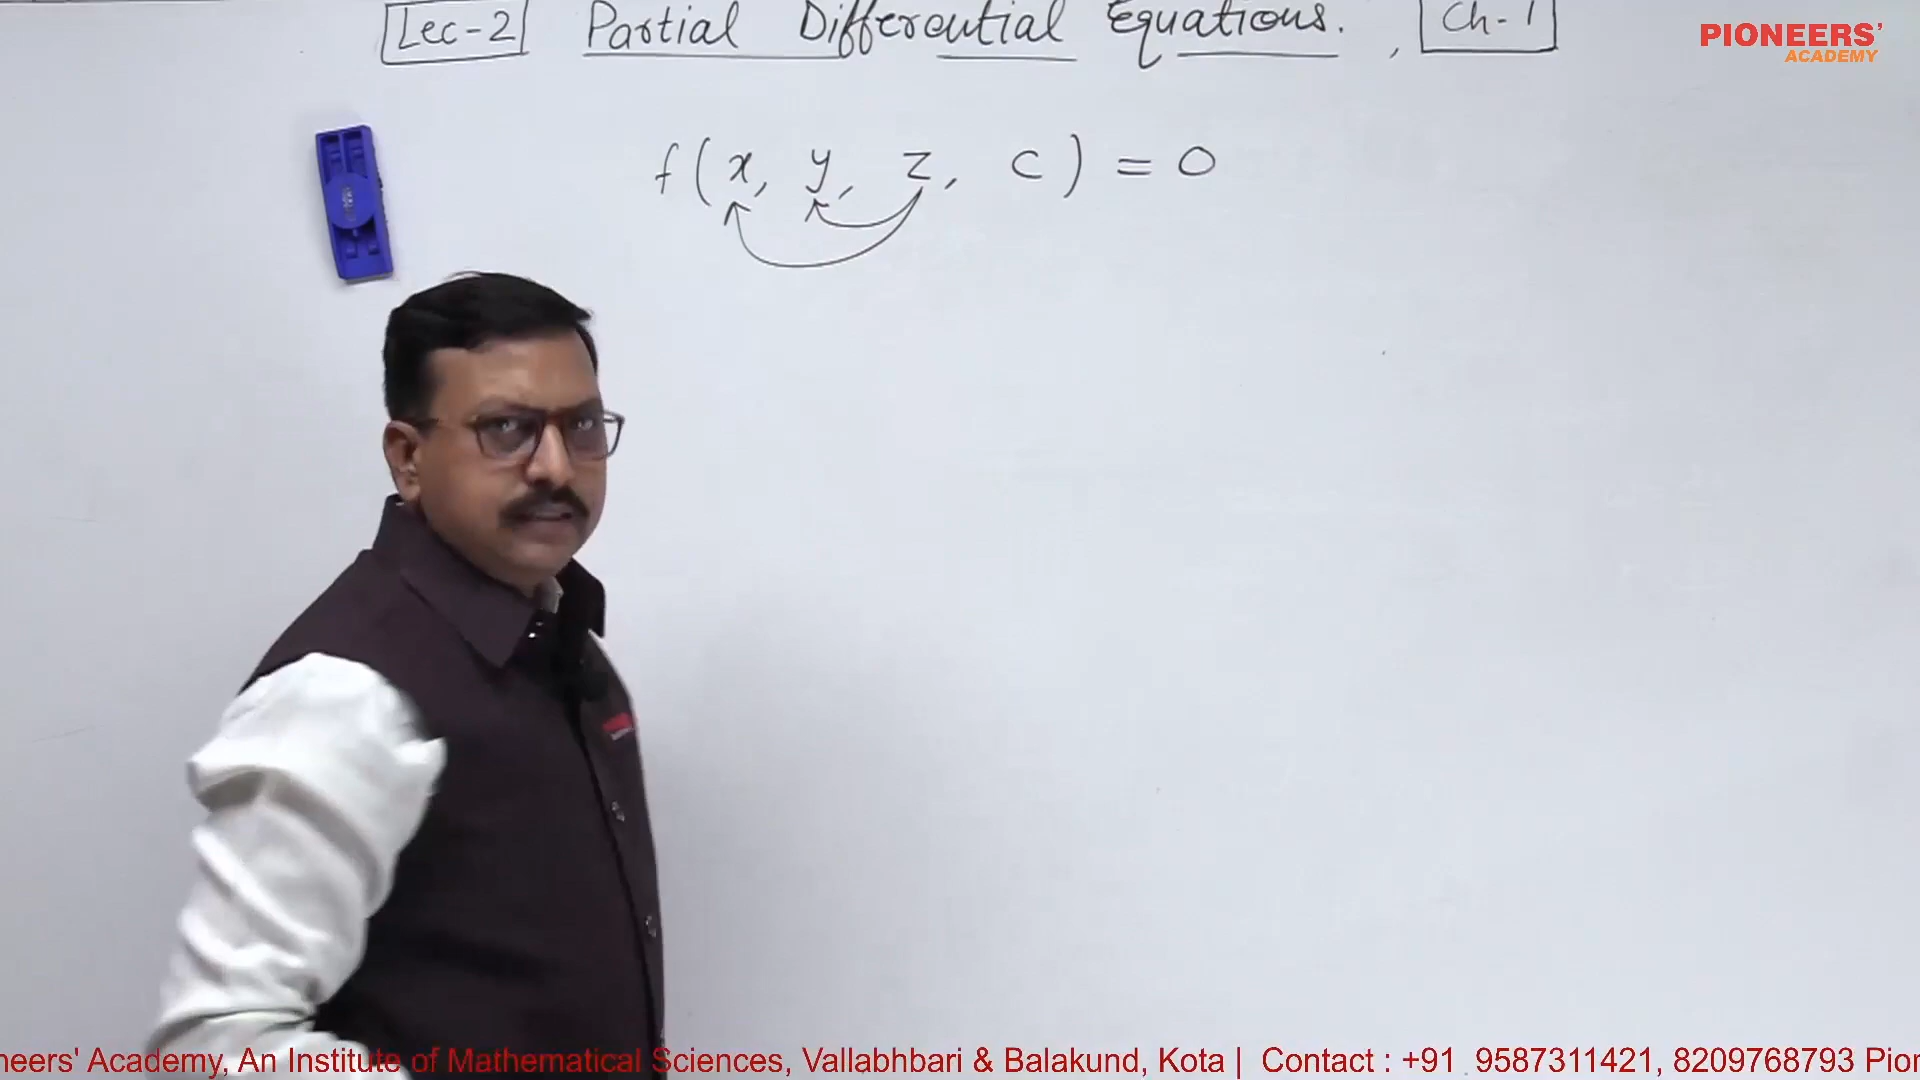 Lec-2 Partial Differential Equations. , Ch-1
PIONEERS'
ACADEMY
f(x, y, z, c) = 0
neers' Academy, An Institute of Mathematical Sciences, Vallabhbari & Balakund, Kota | Contact : +91 9587311421, 8209768793 Pion